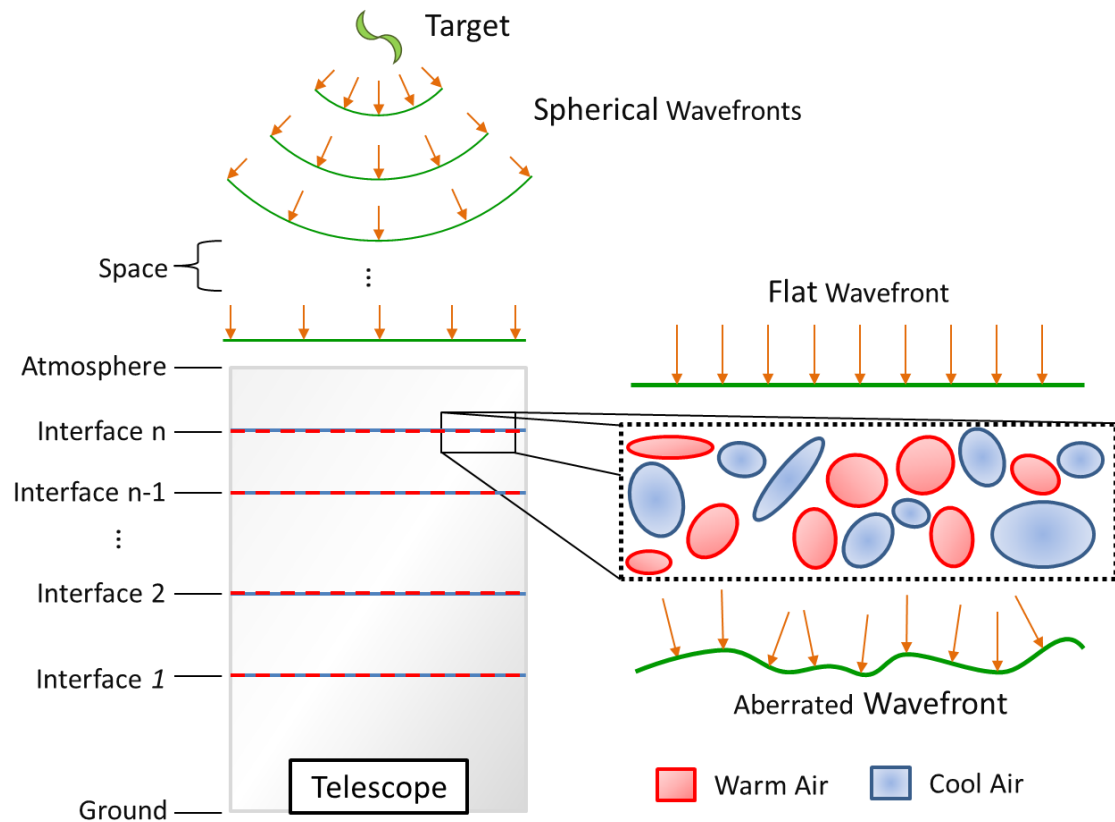 Target
Spherical Wavefronts
Space
...
Flat Wavefront
Atmosphere
Interface n
Interface n-1
...
Interface 2
Interface 1
Aberrated Wavefront
Telescope
Warm Air
Cool Air
Ground